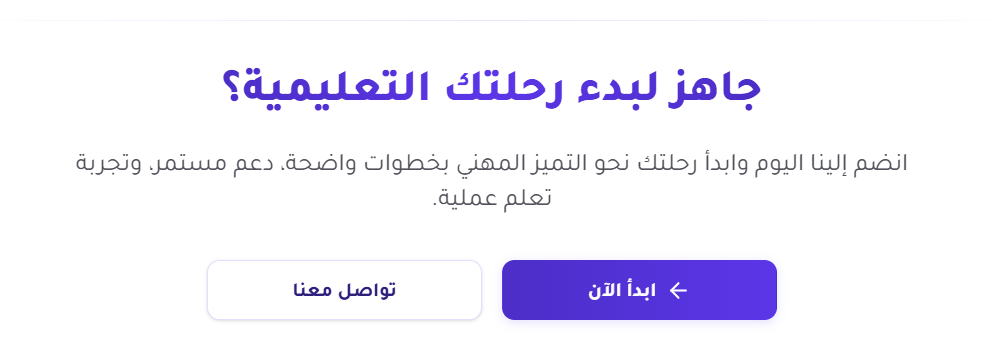 جاهز لبدء رحلتك التعليمية؟
انضم إلينا اليوم وابدأ رحلتك نحو التميز المهني بخطوات واضحة، دعم مستمر، وتجربة
تعلم عملية.
ابدأ الآن
تواصل معنا